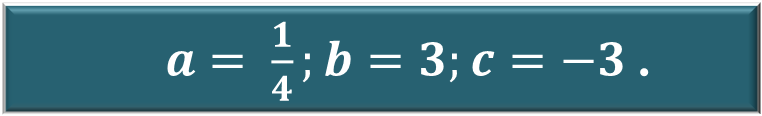 a = 1/4; b = 3; c = −3 .